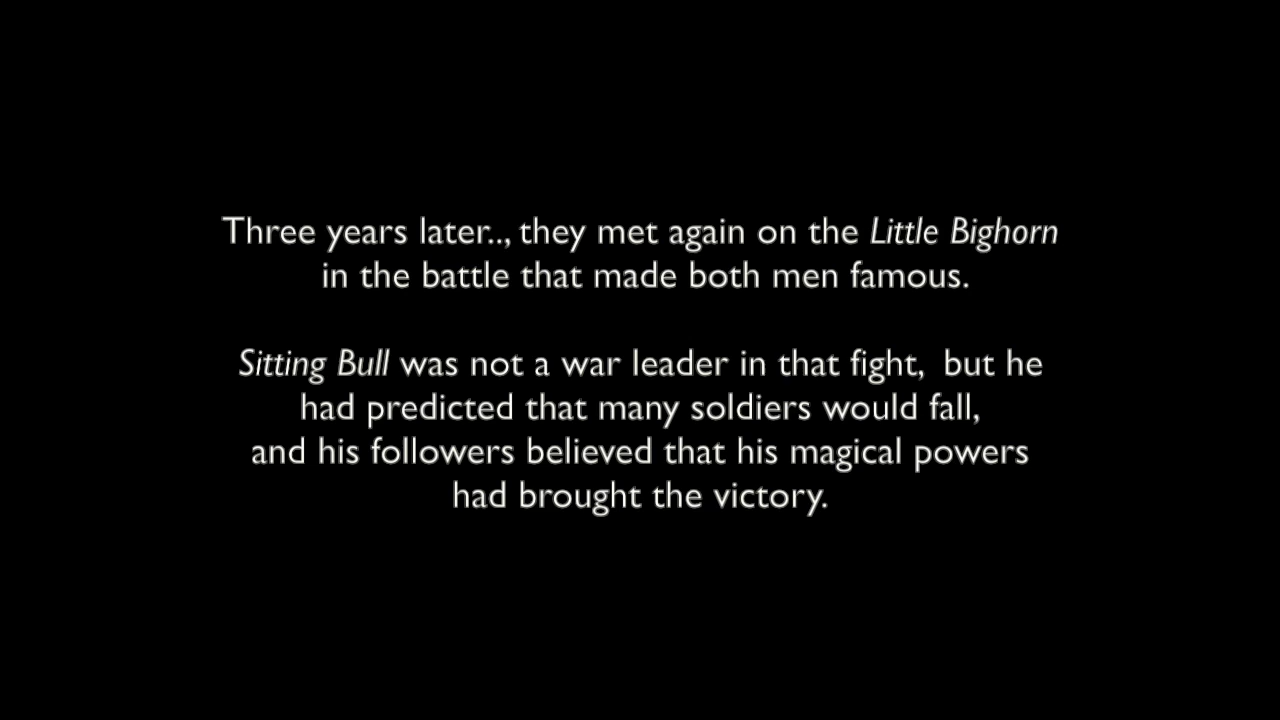 Three years later.., they met again on the Little Bighorn
in the battle that made both men famous.
Sitting Bull was not a war leader in that fight,  but he
had predicted that many soldiers would fall,
and his followers believed that his magical powers
had brought the victory.